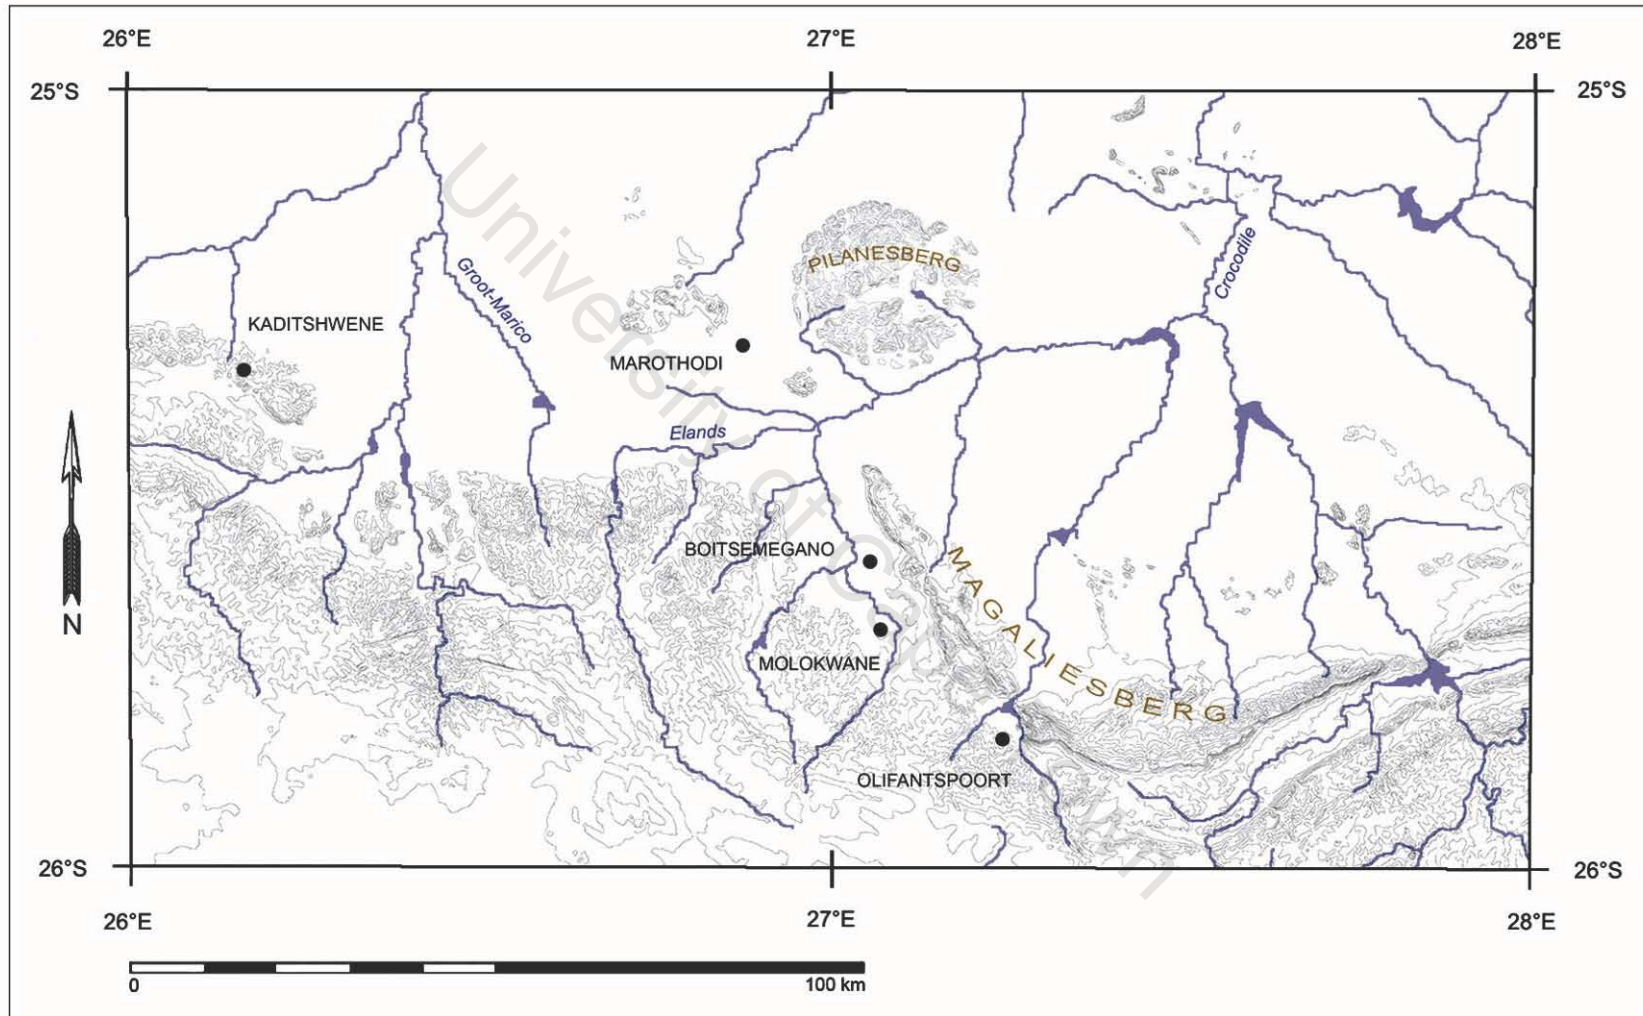 26°E
27°E
28°E
25°S
25°S
University of Cape Town
PILANESBERG
Crocodile
Groot-Marico
KADITSHWENE
MAROTHODI
Elands
BOITSEMEGANO
MAGALIESBERG
N
MOLOKWANE
OLIFANTSPOORT
26°S
26°S
26°E
27°E
28°E
0
100 km